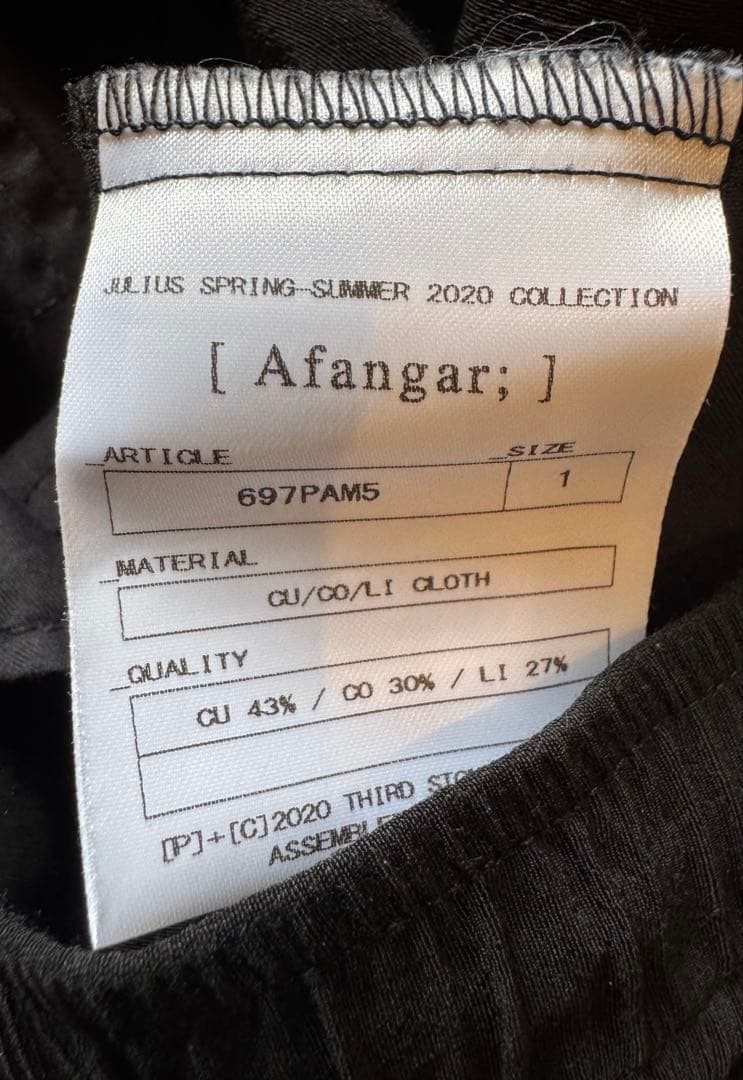 JULIUS SPRING-SUMMER 2020 COLLECTION
[ Afangar; ]
_ARTICLE _SIZE
697PAM5 1
_MATERIAL
CU/CO/LI CLOTH
_QUALITY
CU 43% / CO 30% / LI 27%
[P]+[C]2020 THIRD